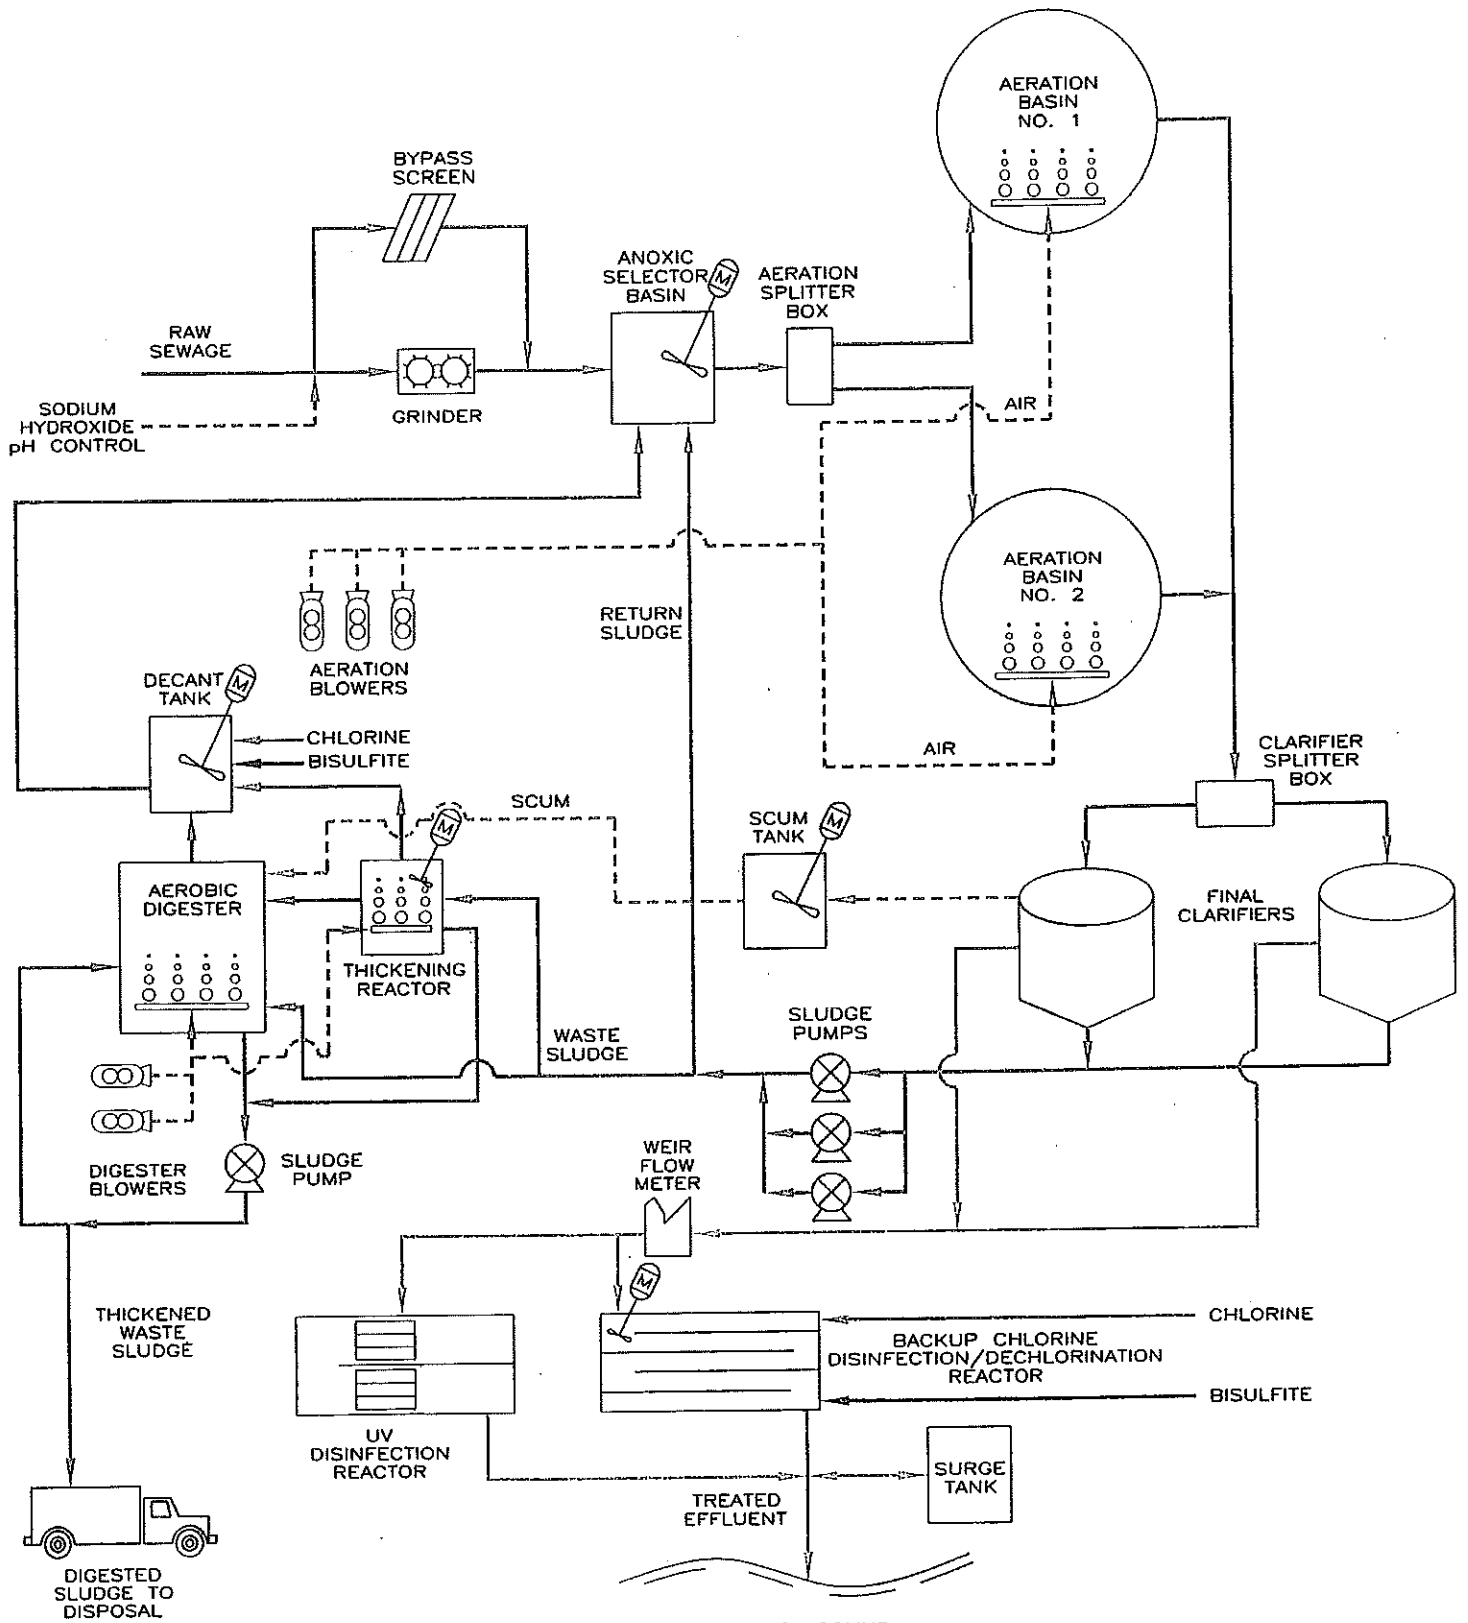 AERATION
BASIN
NO. 1
BYPASS
SCREEN
ANOXIC
SELECTOR
BASIN
M
AERATION
SPLITTER
BOX
RAW
SEWAGE
GRINDER
SODIUM
HYDROXIDE
pH CONTROL
AIR
AERATION
BASIN
NO. 2
RETURN
SLUDGE
AERATION
BLOWERS
DECANT
TANK
M
CHLORINE
BISULFITE
AIR
CLARIFIER
SPLITTER
BOX
SCUM
M
SCUM
TANK
M
AEROBIC
DIGESTER
FINAL
CLARIFIERS
THICKENING
REACTOR
SLUDGE
PUMPS
WASTE
SLUDGE
DIGESTER
BLOWERS
SLUDGE
PUMP
WEIR
FLOW
METER
M
THICKENED
WASTE
SLUDGE
CHLORINE
BACKUP CHLORINE
DISINFECTION/DECHLORINATION
REACTOR
BISULFITE
UV
DISINFECTION
REACTOR
SURGE
TANK
TREATED
EFFLUENT
DIGESTED
SLUDGE TO
DISPOSAL